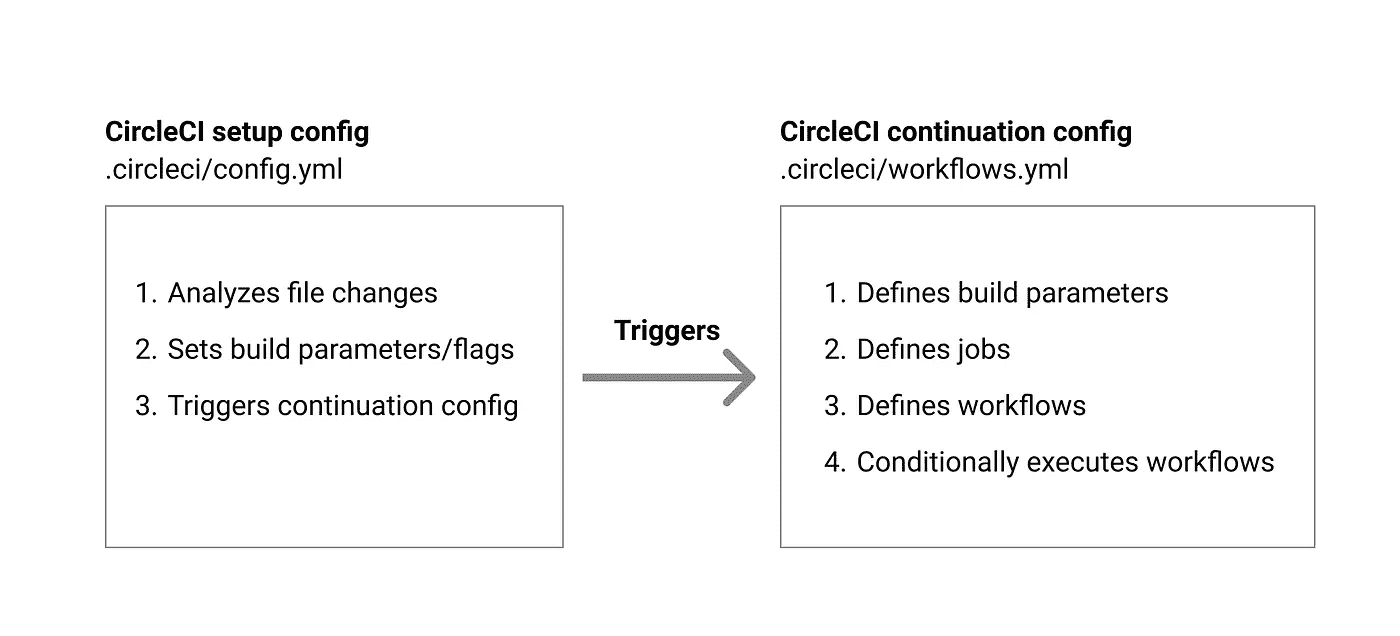 CircleCI setup config
.circleci/config.yml
1. Analyzes file changes
2. Sets build parameters/flags
3. Triggers continuation config
Triggers
CircleCI continuation config
.circleci/workflows.yml
1. Defines build parameters
2. Defines jobs
3. Defines workflows
4. Conditionally executes workflows